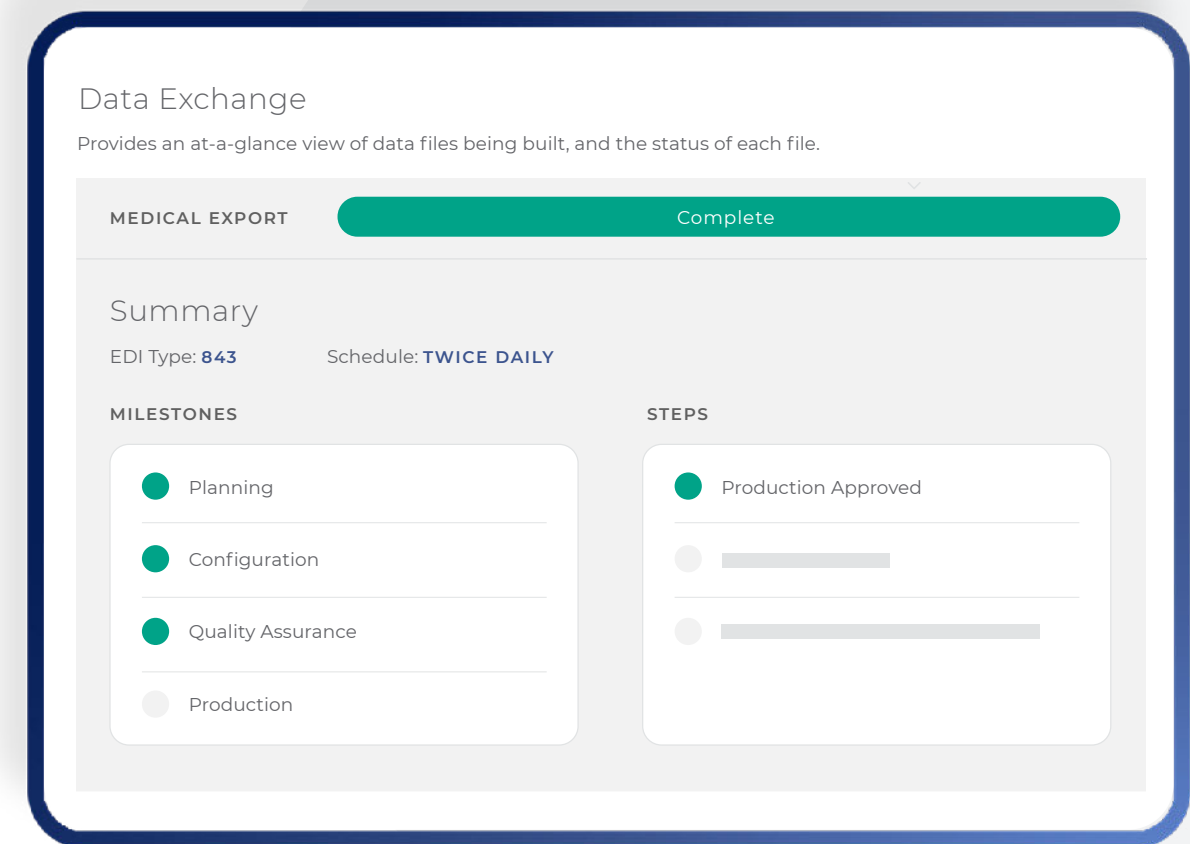 Data Exchange
Provides an at-a-glance view of data files being built, and the status of each file.
MEDICAL EXPORT
Complete
Summary
EDI Type: 843
Schedule: TWICE DAILY
MILESTONES
Planning
Configuration
Quality Assurance
Production
STEPS
Production Approved